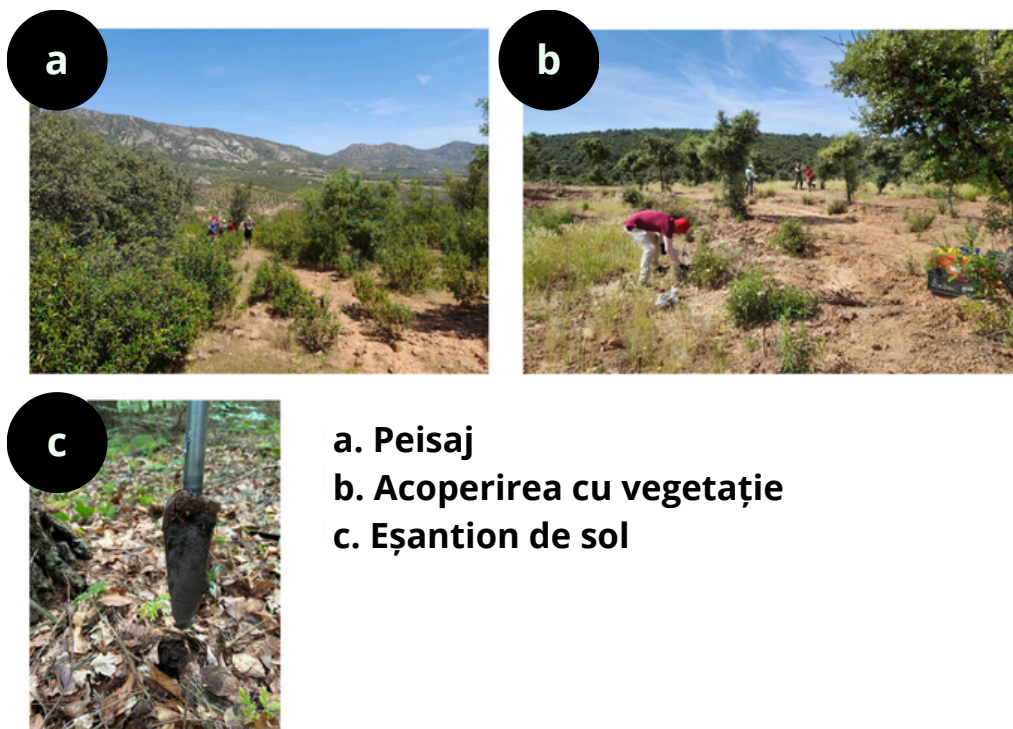 a
b
c
a. Peisaj
b. Acoperirea cu vegetație
c. Eșantion de sol